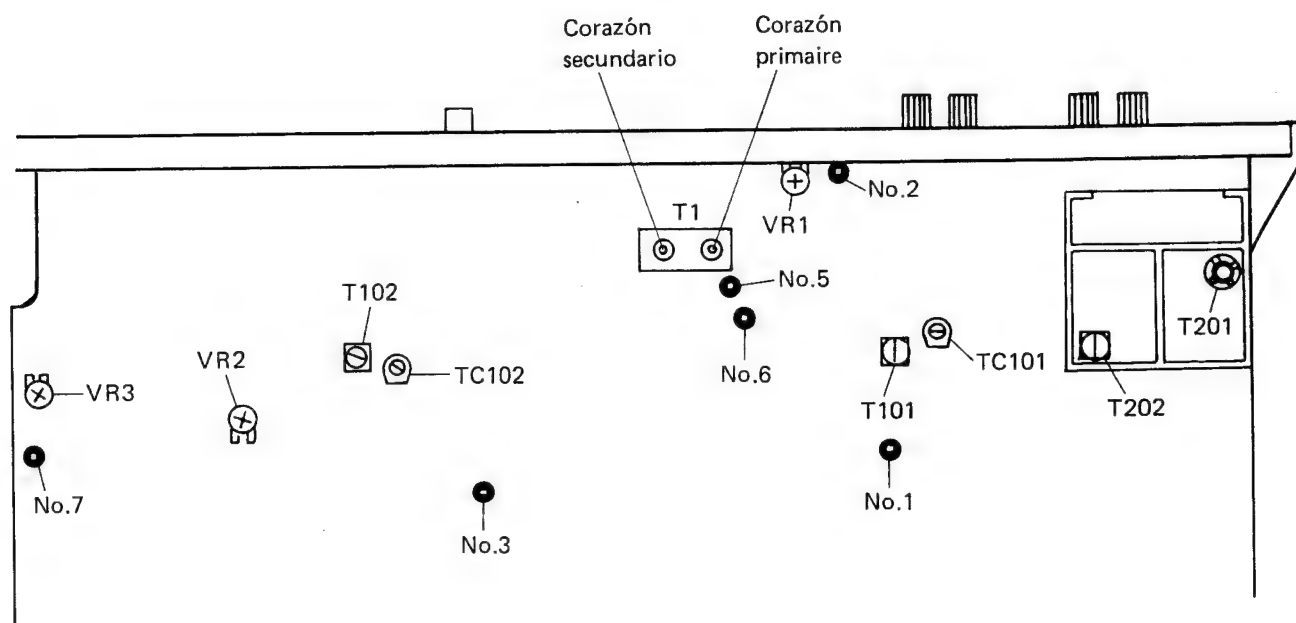 Corazón
secundario
Corazón
primaire
No.2
VR1
T1
No.5
T102
T201
No.6
TC102
TC101
VR2
VR3
T101
T202
No.7
No.1
No.3